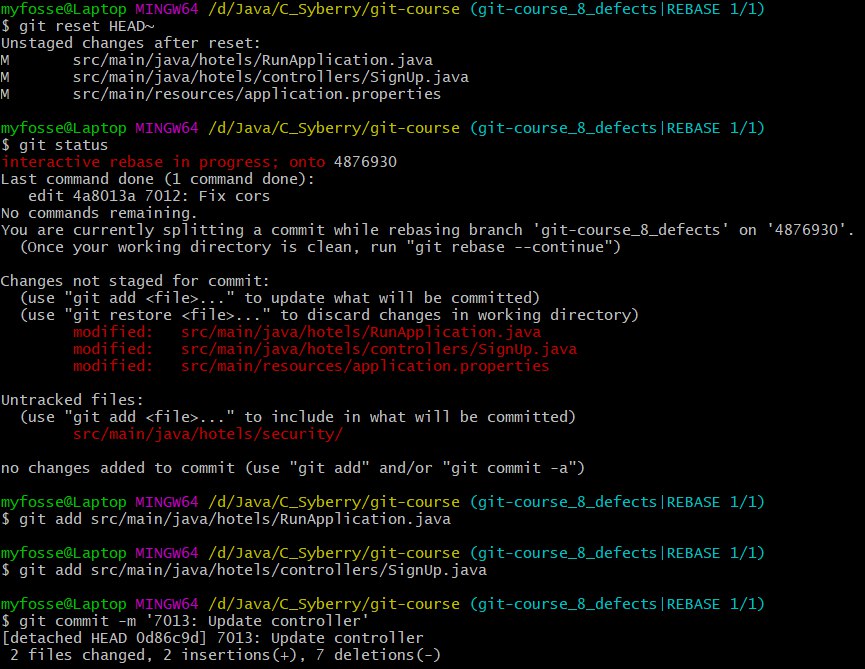 myfosse@Laptop MINGW64 /d/Java/C_Syberry/git-course (git-course_8_defects|REBASE 1/1)
$ git reset HEAD~
Unstaged changes after reset:
M       src/main/java/hotels/RunApplication.java
M       src/main/java/hotels/controllers/SignUp.java
M       src/main/resources/application.properties
myfosse@Laptop MINGW64 /d/Java/C_Syberry/git-course (git-course_8_defects|REBASE 1/1)
$ git status
interactive rebase in progress; onto 4876930
Last command done (1 command done):
   edit 4a8013a 7012: Fix cors
No commands remaining.
You are currently splitting a commit while rebasing branch 'git-course_8_defects' on '4876930'.
  (Once your working directory is clean, run "git rebase --continue")
Changes not staged for commit:
  (use "git add <file>..." to update what will be committed)
  (use "git restore <file>..." to discard changes in working directory)
        modified:   src/main/java/hotels/RunApplication.java
        modified:   src/main/java/hotels/controllers/SignUp.java
        modified:   src/main/resources/application.properties
Untracked files:
  (use "git add <file>..." to include in what will be committed)
        src/main/java/hotels/security/
no changes added to commit (use "git add" and/or "git commit -a")
myfosse@Laptop MINGW64 /d/Java/C_Syberry/git-course (git-course_8_defects|REBASE 1/1)
$ git add src/main/java/hotels/RunApplication.java
myfosse@Laptop MINGW64 /d/Java/C_Syberry/git-course (git-course_8_defects|REBASE 1/1)
$ git add src/main/java/hotels/controllers/SignUp.java
myfosse@Laptop MINGW64 /d/Java/C_Syberry/git-course (git-course_8_defects|REBASE 1/1)
$ git commit -m '7013: Update controller'
[detached HEAD 0d86c9d] 7013: Update controller
 2 files changed, 2 insertions(+), 7 deletions(-)